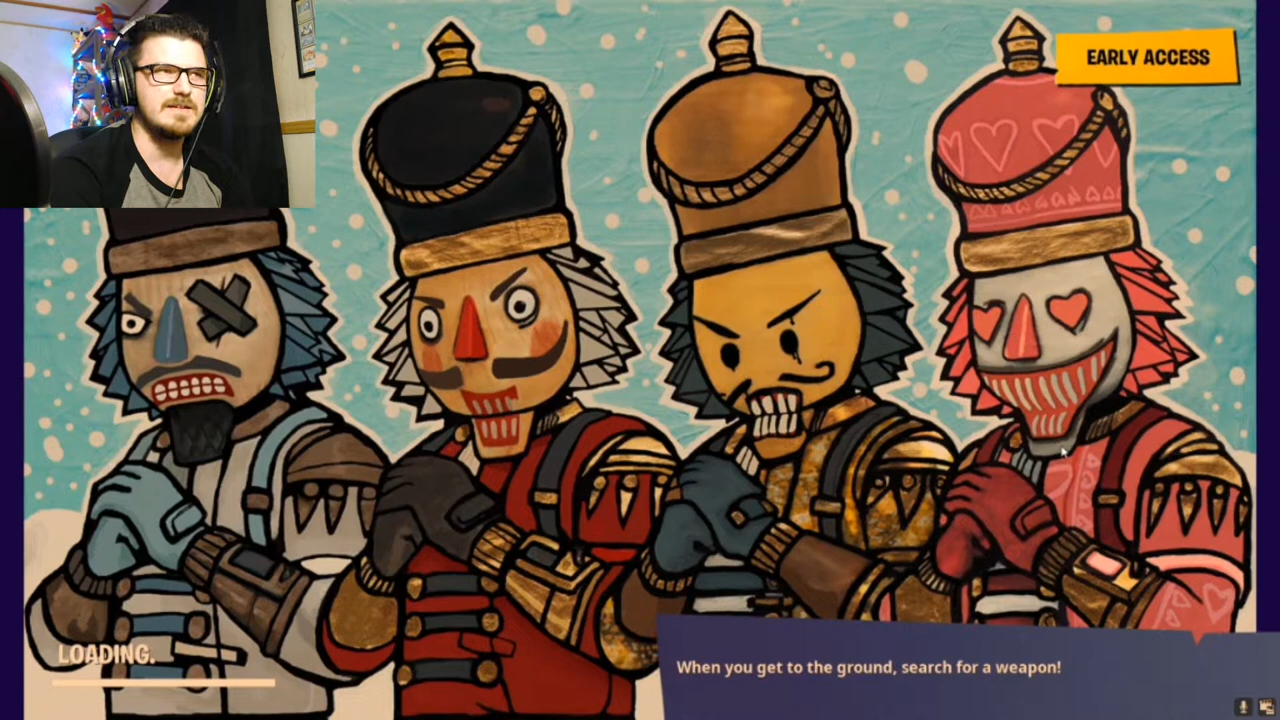 EARLY ACCESS
LOADING.
When you get to the ground, search for a weapon!